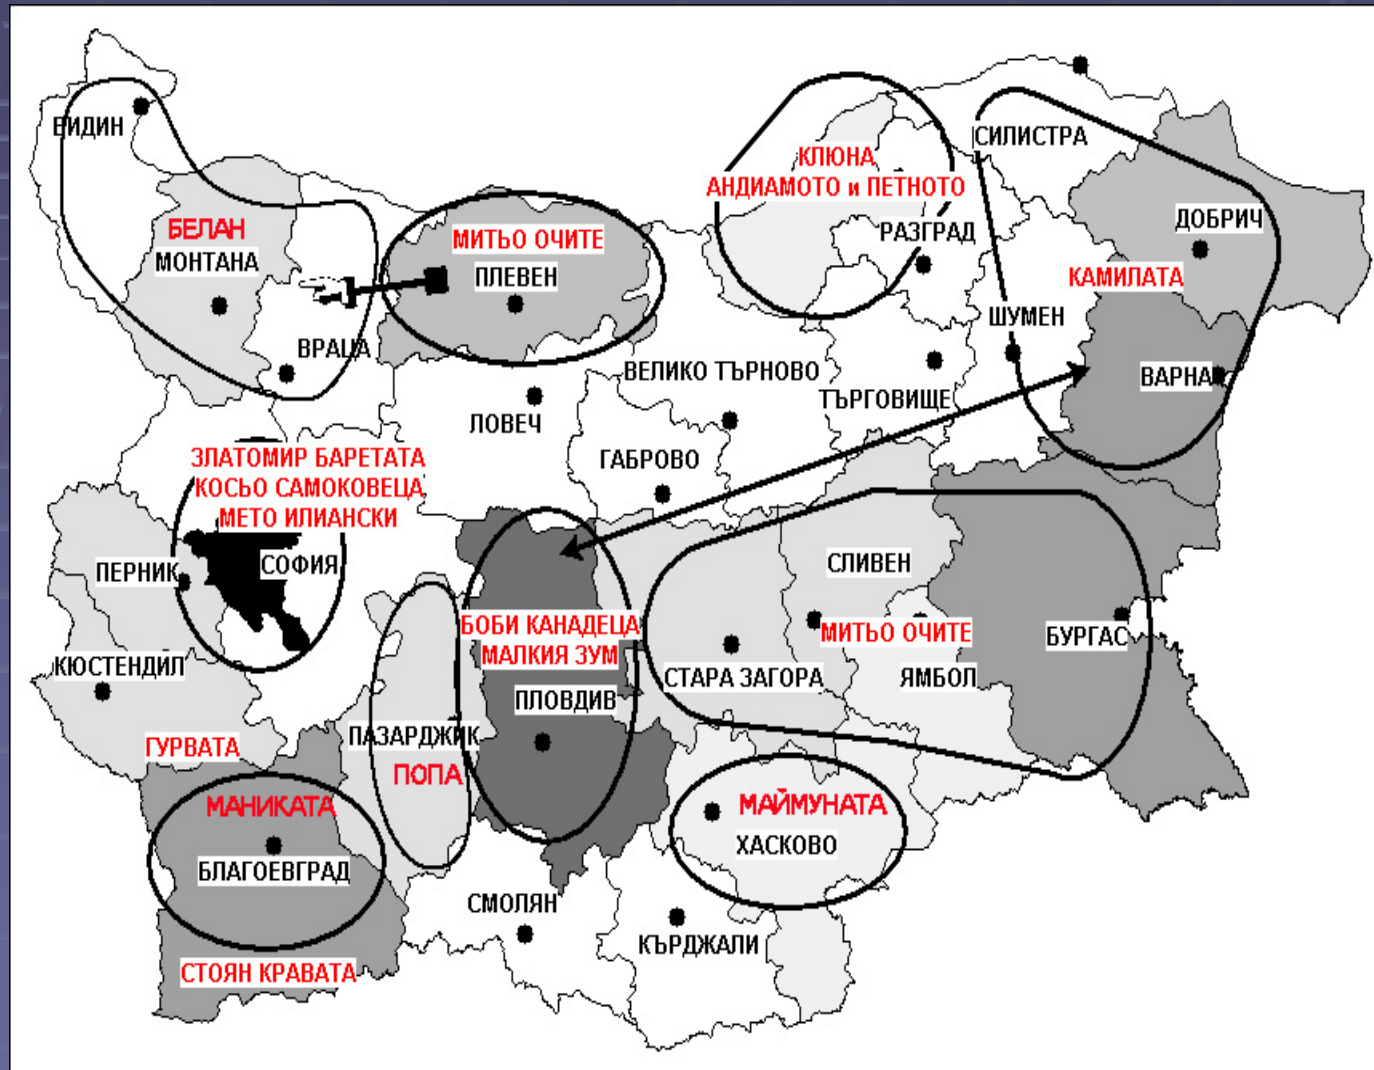 ВИДИН
СИЛИСТРА
КЛЮНА
АНДИАМОТО и ПЕТНОТО
БЕЛАН
МОНТАНА
МИТЬО ОЧИТЕ
ПЛЕВЕН
РАЗГРАД
ДОБРИЧ
КАМИЛАТА
ШУМЕН
ВРАЦА
ВЕЛИКО ТЪРНОВО
ТЪРГОВИЩЕ
ВАРНА
ЛОВЕЧ
ГАБРОВО
ЗЛАТОМИР БАРЕТАТА
КОСЬО САМОКОВЕЦА
МЕТО ИЛИАНСКИ
СОФИЯ
ПЕРНИК
СЛИВЕН
БОБИ КАНАДЕЦА
МАЛКИЯ ЗУМ
МИТЬО ОЧИТЕ
БУРГАС
КЮСТЕНДИЛ
СТАРА ЗАГОРА
ЯМБОЛ
ПЛОВДИВ
ГУРВАТА
ПАЗАРДЖИК
ПОПА
МАНИКАТА
БЛАГОЕВГРАД
МАЙМУНАТА
ХАСКОВО
СМОЛЯН
КЪРДЖАЛИ
СТОЯН КРАВАТА